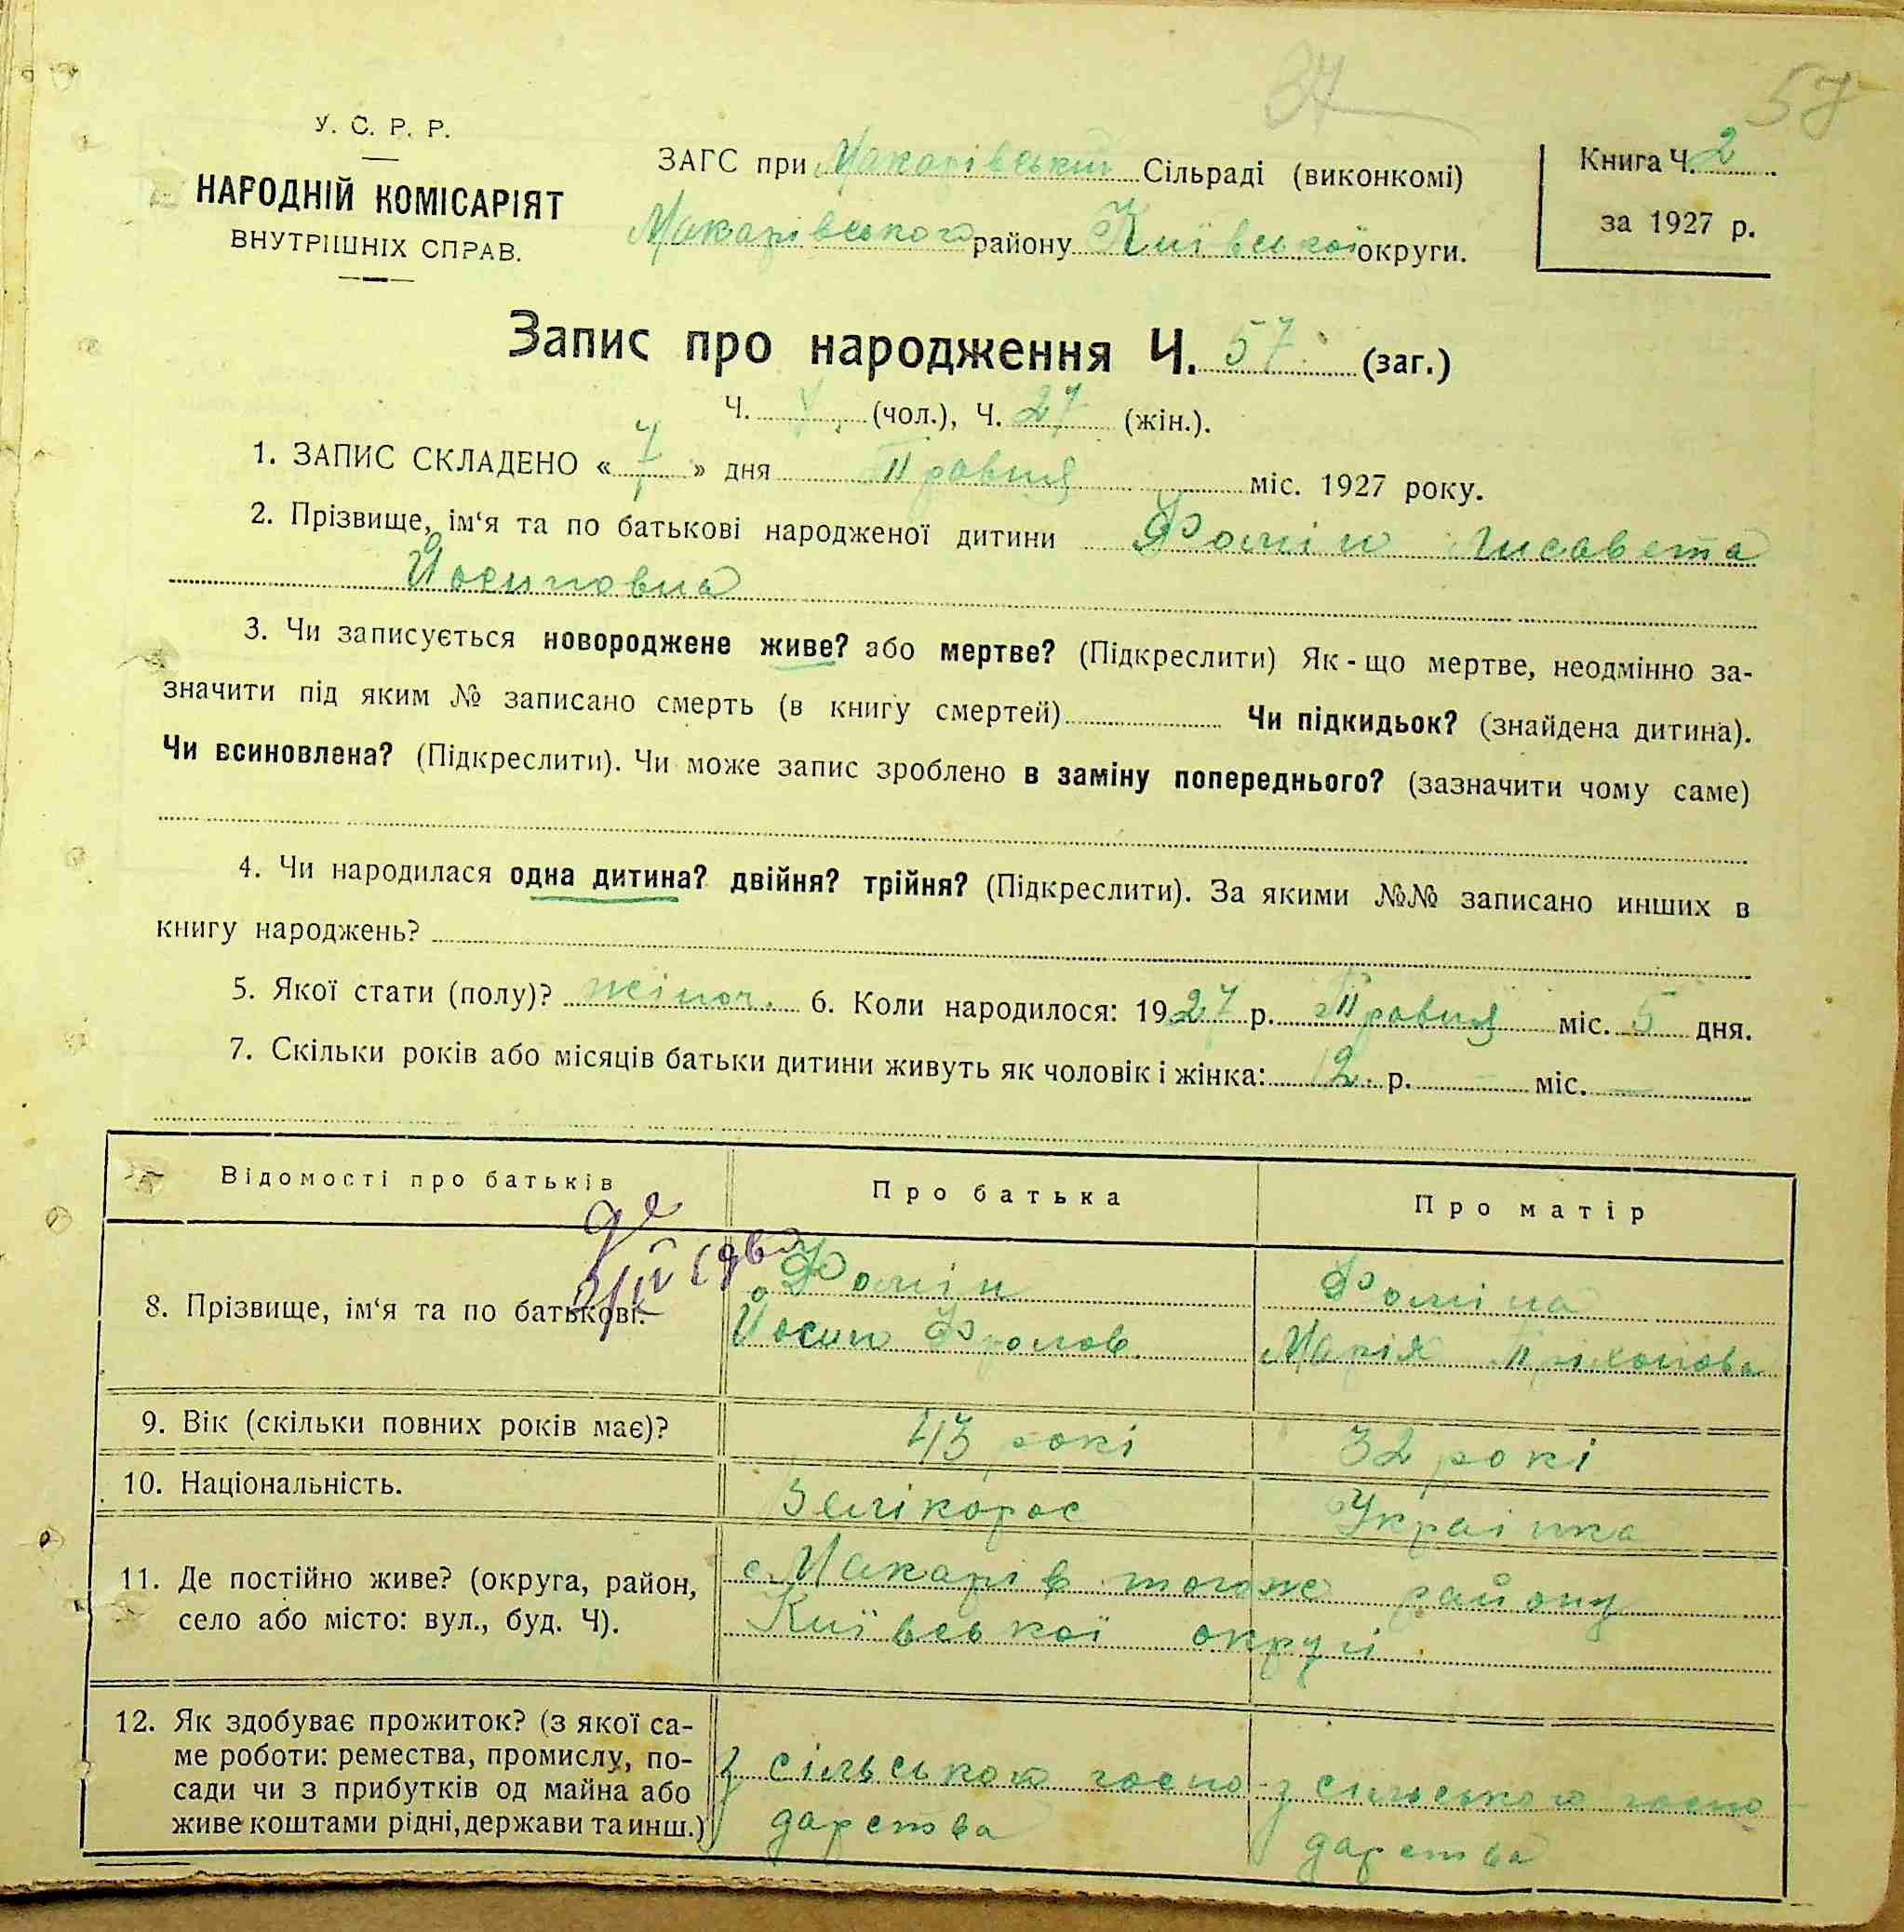 37
57
У. С. Р. Р.
НАРОДНІЙ КОМІСАРІЯТ
ВНУТРІШНІХ СПРАВ.
ЗАГС при Макарівський Сільраді (виконкомі)
Макарівського району Київської округи.
Книга Ч. 2
за 1927 р.
Запис про народження Ч. 57 (заг.)
Ч. (чол.), Ч. 27 (жін.).
1. ЗАПИС СКЛАДЕНО « 7 » дня Травня міс. 1927 року.
2. Прізвище, ім‘я та по батькові народженої дитини Фомін Лисавета
Йосиповна
3. Чи записується новороджене живе? або мертве? (Підкреслити) Як-що мертве, неодмінно за-
значити під яким № записано смерть (в книгу смертей) Чи підкидьок? (знайдена дитина).
Чи всиновлена? (Підкреслити). Чи може запис зроблено в заміну попереднього? (зазначити чому саме)
4. Чи народилася одна дитина? двійня? трійня? (Підкреслити). За якими №№ записано инших в
книгу народжень?
5. Якої стати (полу)? жіноч. 6. Коли народилося: 1927 р. Травня міс. 5 дня.
7. Скільки років або місяців батьки дитини живуть як чоловік і жінка: 12 р. — міс. —
Відомості про батьків Про батька Про матір
8. Прізвище, ім‘я та по батькові.
Фомін
Йосип Фролов.
Фоміна
Марія Тріхонова
9. Вік (скільки повних років має)? 43 рокі 32 рокі
10. Національність. Велікорос Украінка
11. Де постійно живе? (округа, район,
село або місто: вул., буд. Ч).
с. Макарів тогож району
Київської округі
12. Як здобуває прожиток? (з якої са-
ме роботи: ремества, промислу, по-
сади чи з прибутків од майна або
живе коштами рідні, держави та инш.)
з сільського госпо-
дарства
з сільського госпо
дарства